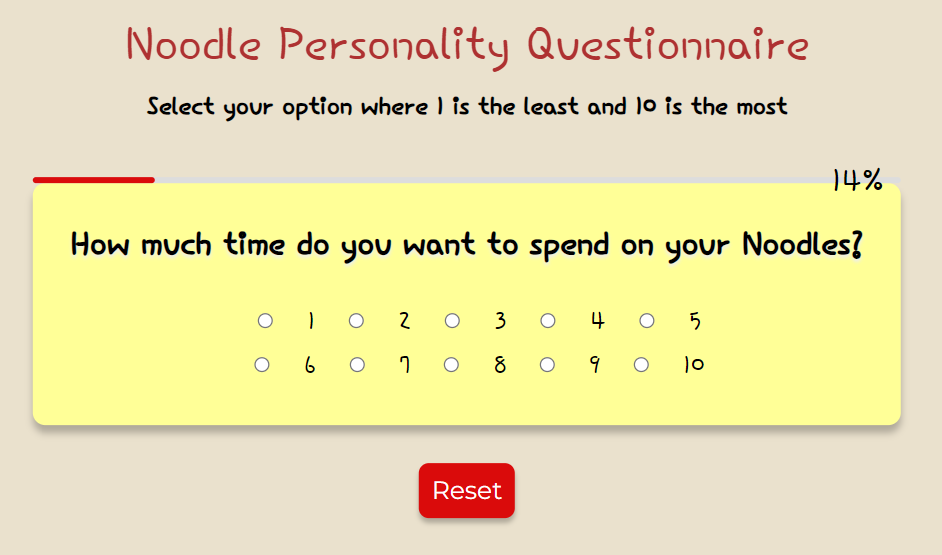 Noodle Personality Questionnaire
Select your option where 1 is the least and 10 is the most
14%
How much time do you want to spend on your Noodles?
1 2 3 4 5
6 7 8 9 10
Reset